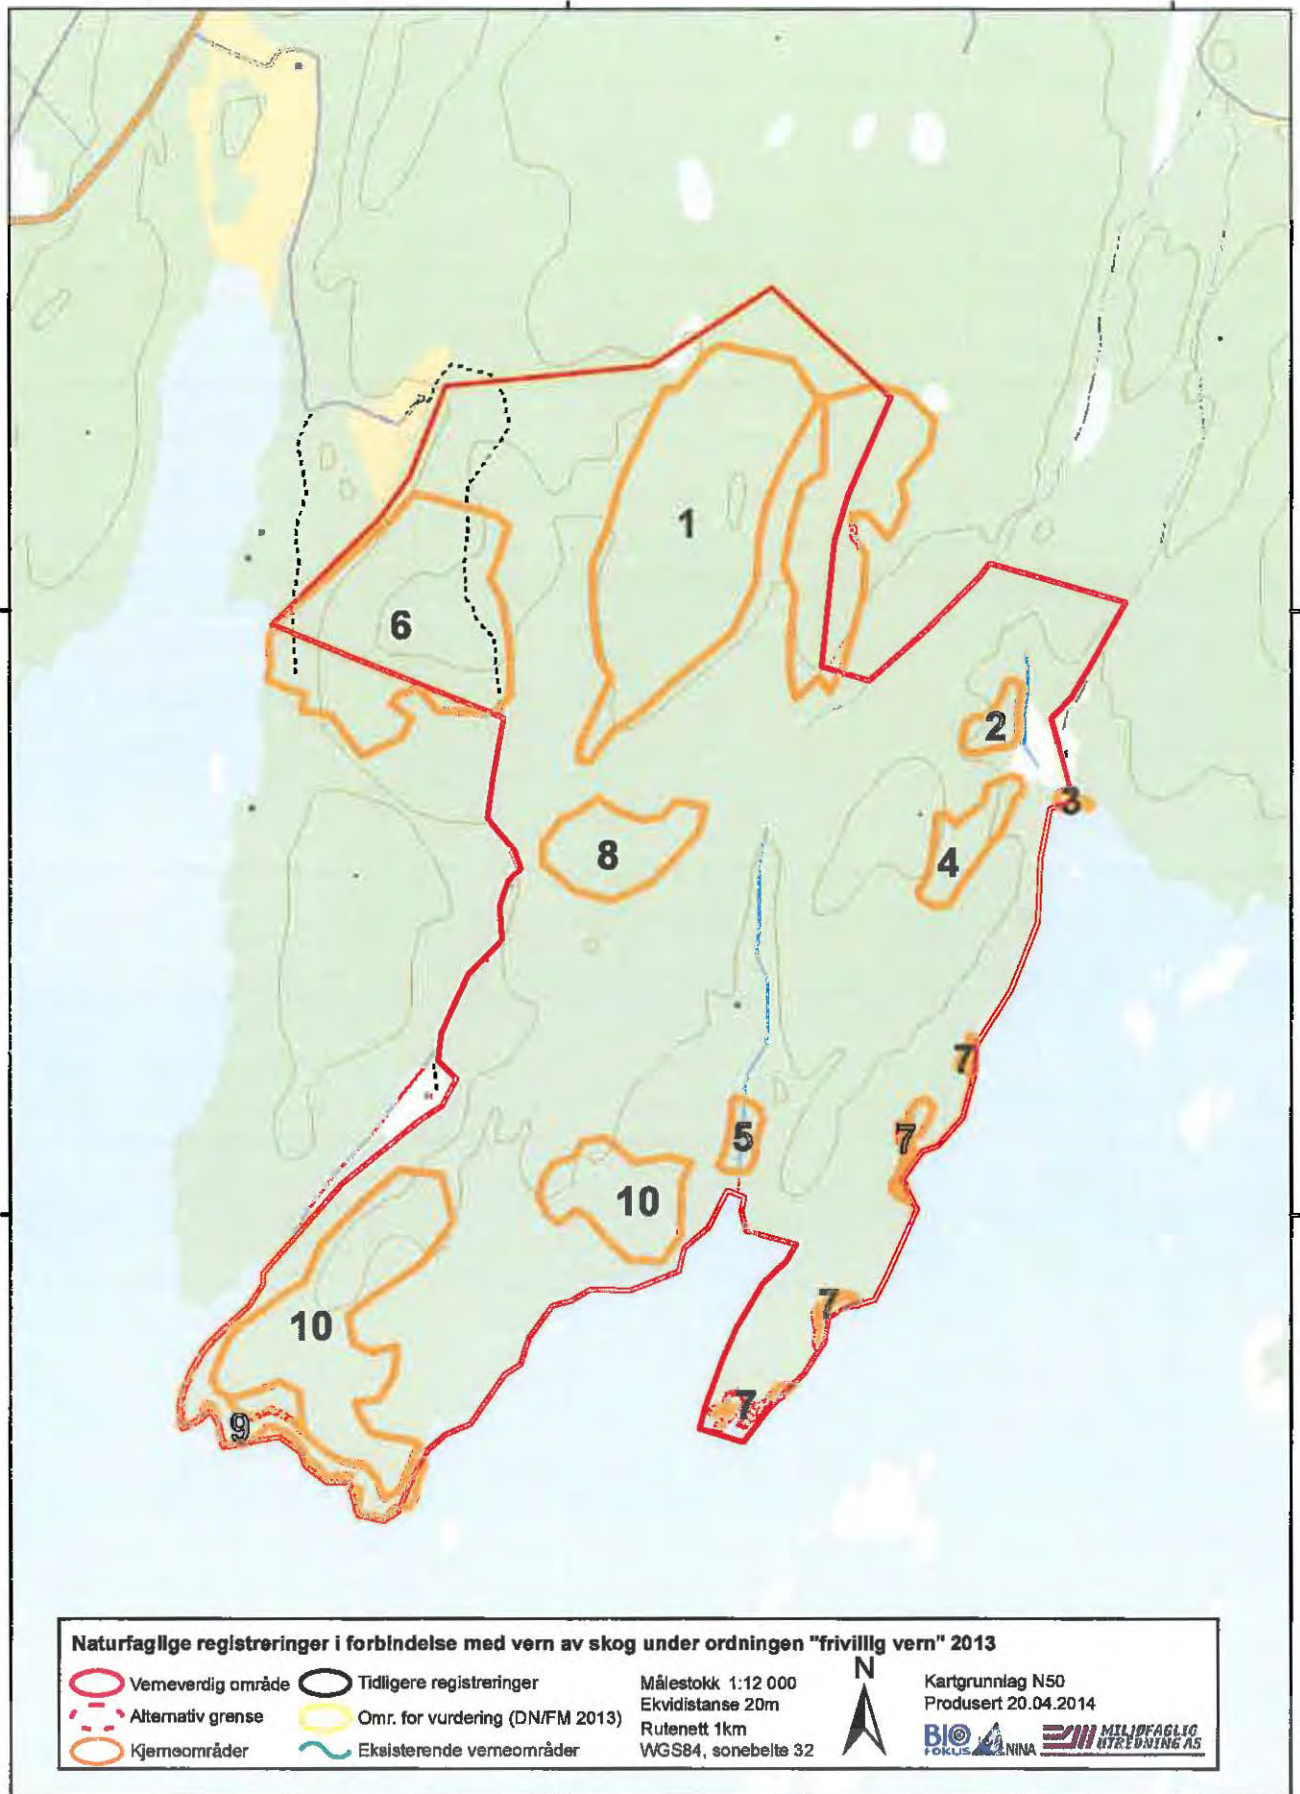 1
6
2
3
8
4
7
5
7
10
7
10
7
9
Naturfaglige registreringer i forbindelse med vern av skog under ordningen "frivillig vern" 2013
Verneverdig område
Tidligere registreringer
Målestokk 1:12 000
N
Kartgrunnlag N50
Alternativ grense
Omr. for vurdering (DN/FM 2013)
Ekvidistanse 20m
Produsert 20.04.2014
Kjerneområder
Eksisterende verneområder
Rutenett 1km
WGS84, sonebelte 32
BIO
FOKUS
NINA
MILJØFAGLIG
UTREDNING AS